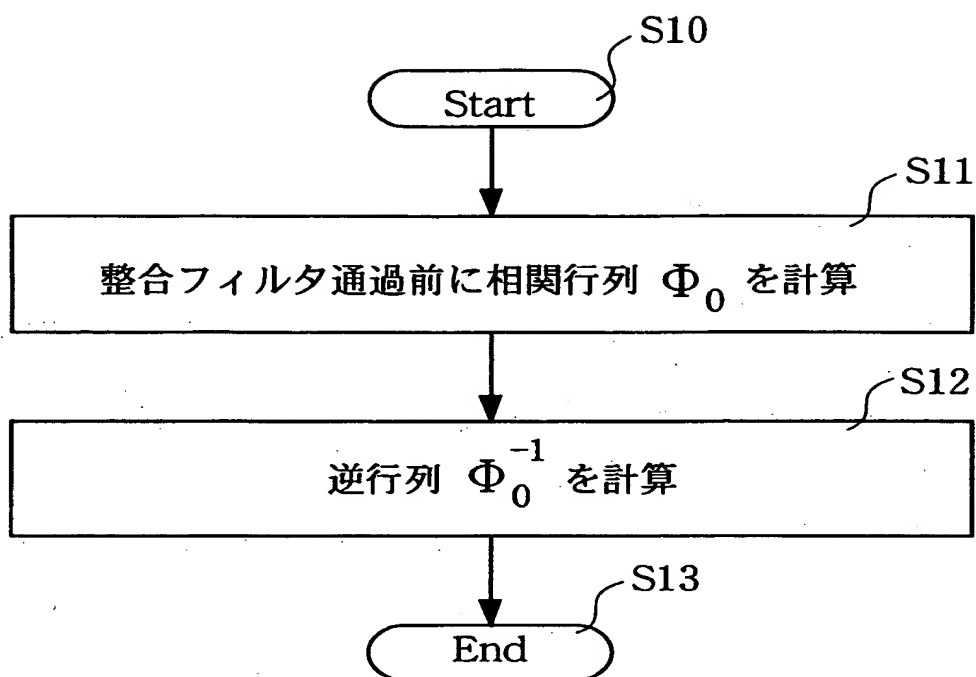 S10
Start
S11
整合フィルタ通過前に相関行列 Φ₀ を計算
S12
逆行列 Φ₀⁻¹ を計算
S13
End